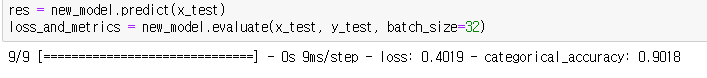 res = new_model.predict(x_test)
loss_and_metrics = new_model.evaluate(x_test, y_test, batch_size=32)
9/9 [==============================] - 0s 9ms/step - loss: 0.4019 - categorical_accuracy: 0.9018